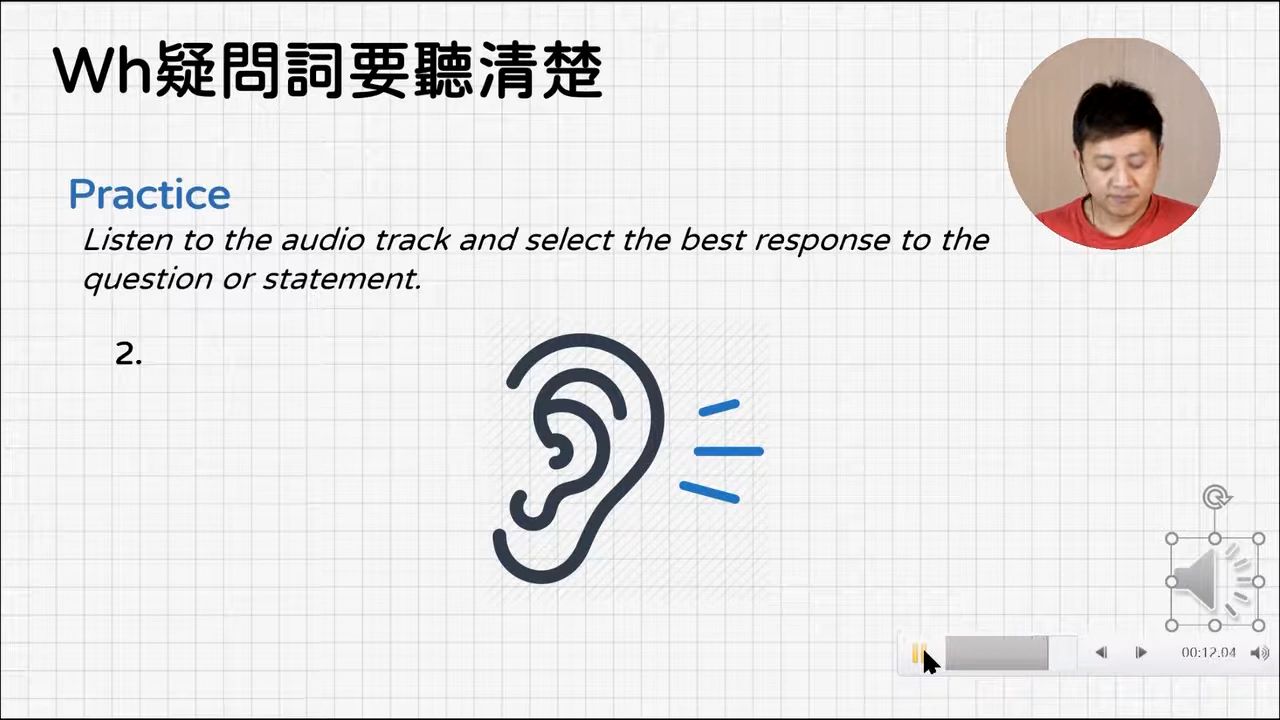 Wh疑問詞要聽清楚
Practice
Listen to the audio track and select the best response to the
question or statement.
2.
00:12.04